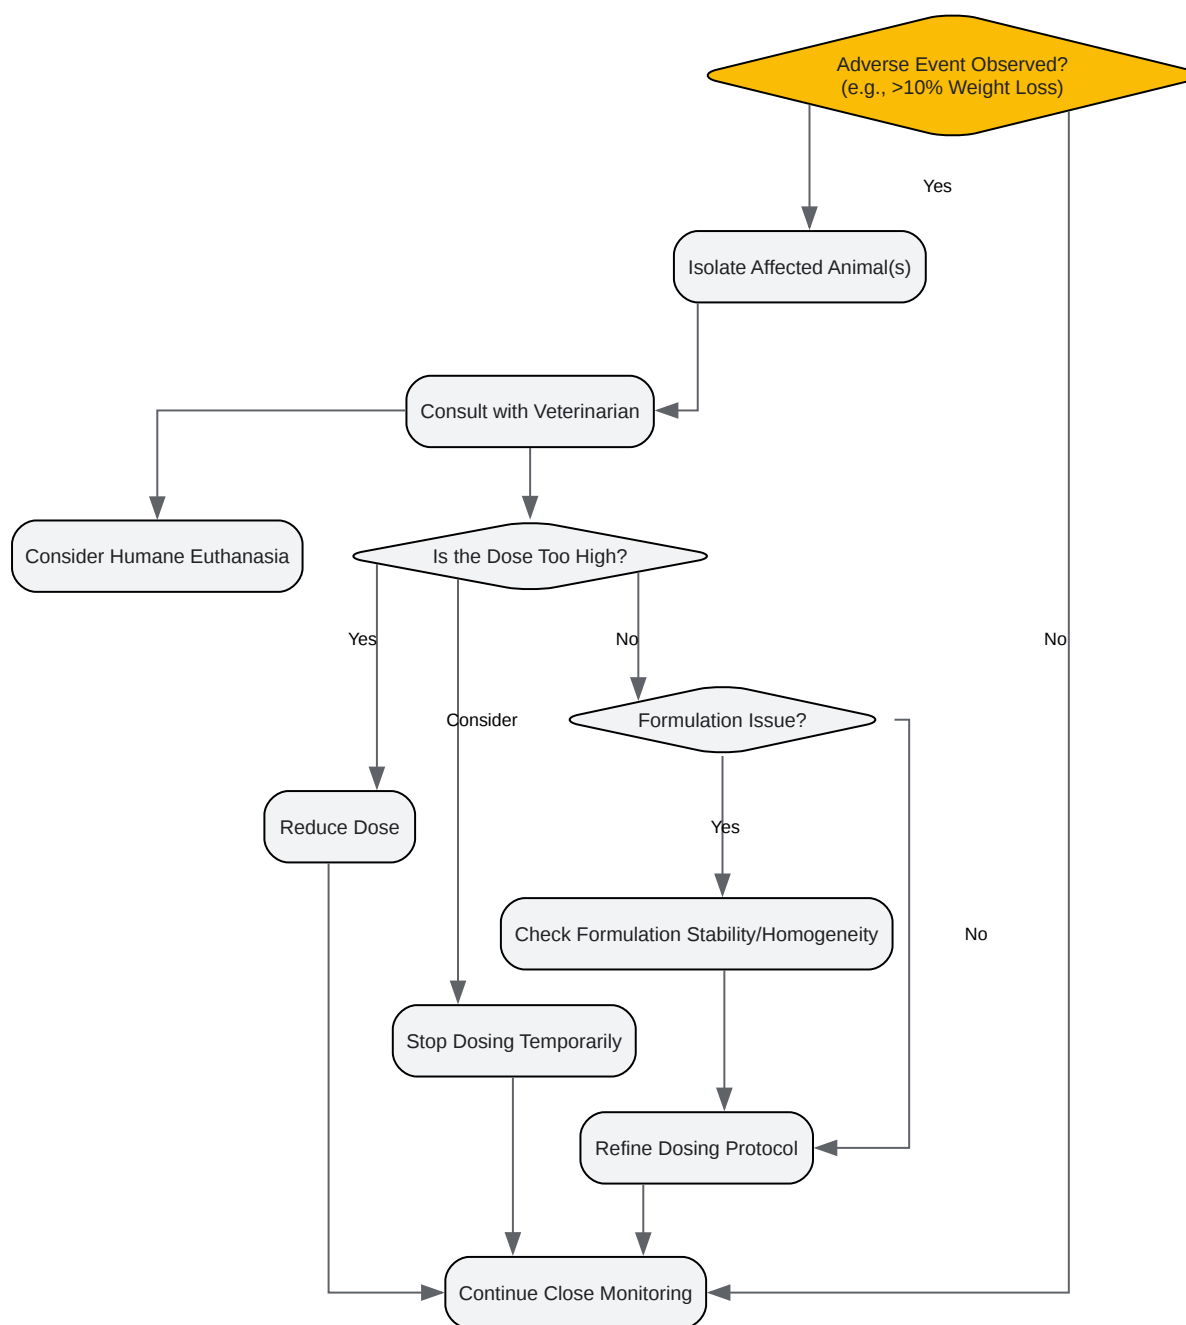 Adverse Event Observed?
(e.g., >10% Weight Loss)
Yes
Isolate Affected Animal(s)
Consult with Veterinarian
Consider Humane Euthanasia
Is the Dose Too High?
Yes
No
No
Consider
Formulation Issue?
Reduce Dose
Yes
Check Formulation Stability/Homogeneity
No
Stop Dosing Temporarily
Refine Dosing Protocol
Continue Close Monitoring